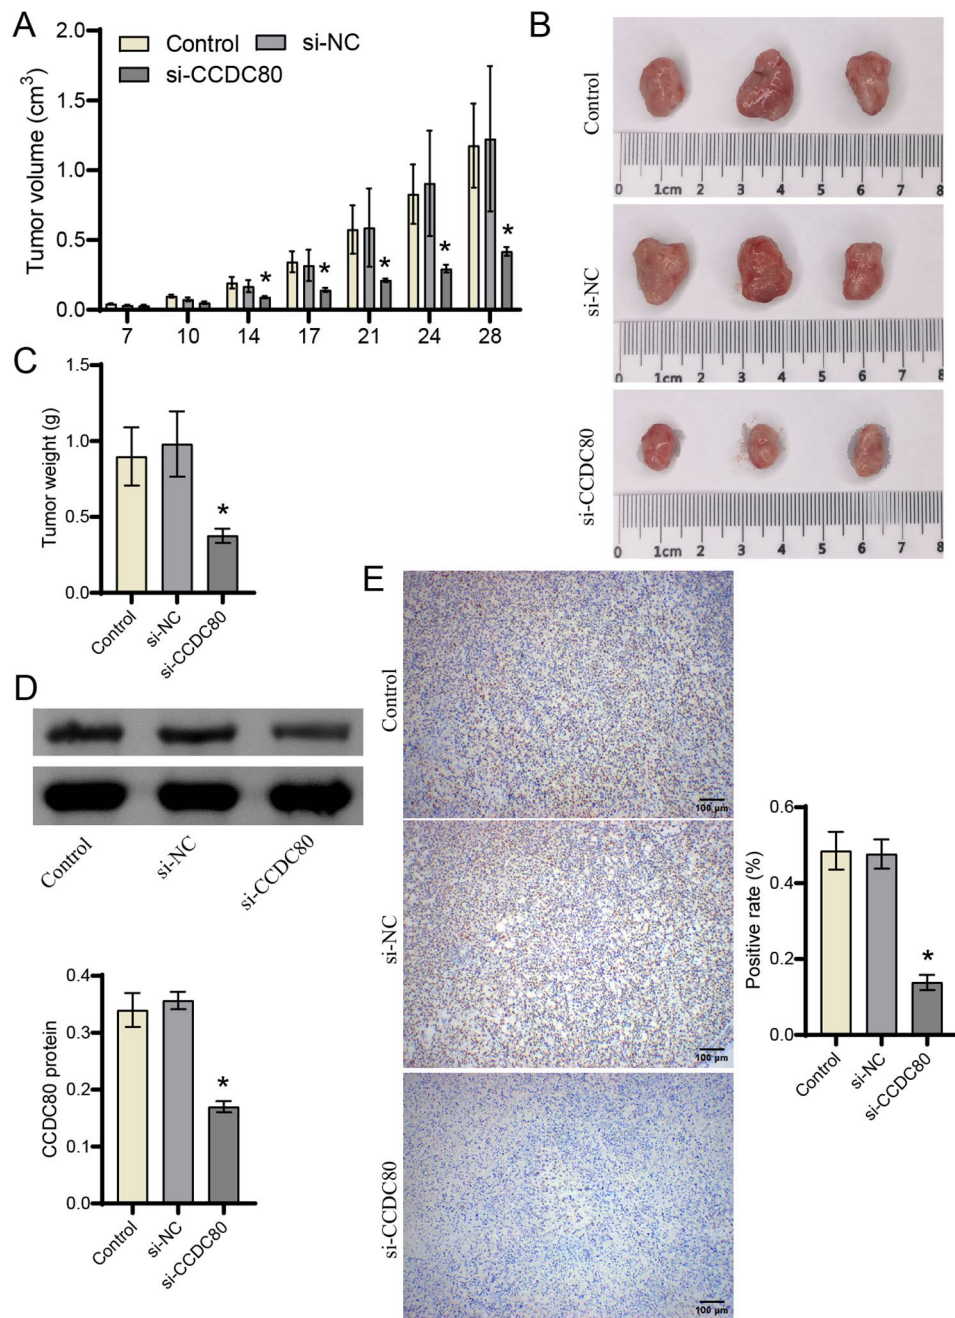 A
Tumor volume (cm³)
2.0
1.5
1.0
0.5
0.0
Control
si-NC
si-CCDC80
*
*
*
*
*
7
10
14
17
21
24
28
B
Control
0 1cm 2 3 4 5 6 7 8
si-NC
0 1cm 2 3 4 5 6 7 8
si-CCDC80
0 1cm 2 3 4 5 6 7 8
C
Tumor weight (g)
1.5
1.0
0.5
0.0
*
Control
si-NC
si-CCDC80
D
Control
si-NC
si-CCDC80
CCDC80 protein
0.4
0.3
0.2
0.1
0.0
*
Control
si-NC
si-CCDC80
E
Control
100 μm
si-NC
100 μm
si-CCDC80
100 μm
Positive rate (%)
0.6
0.4
0.2
0.0
*
Control
si-NC
si-CCDC80